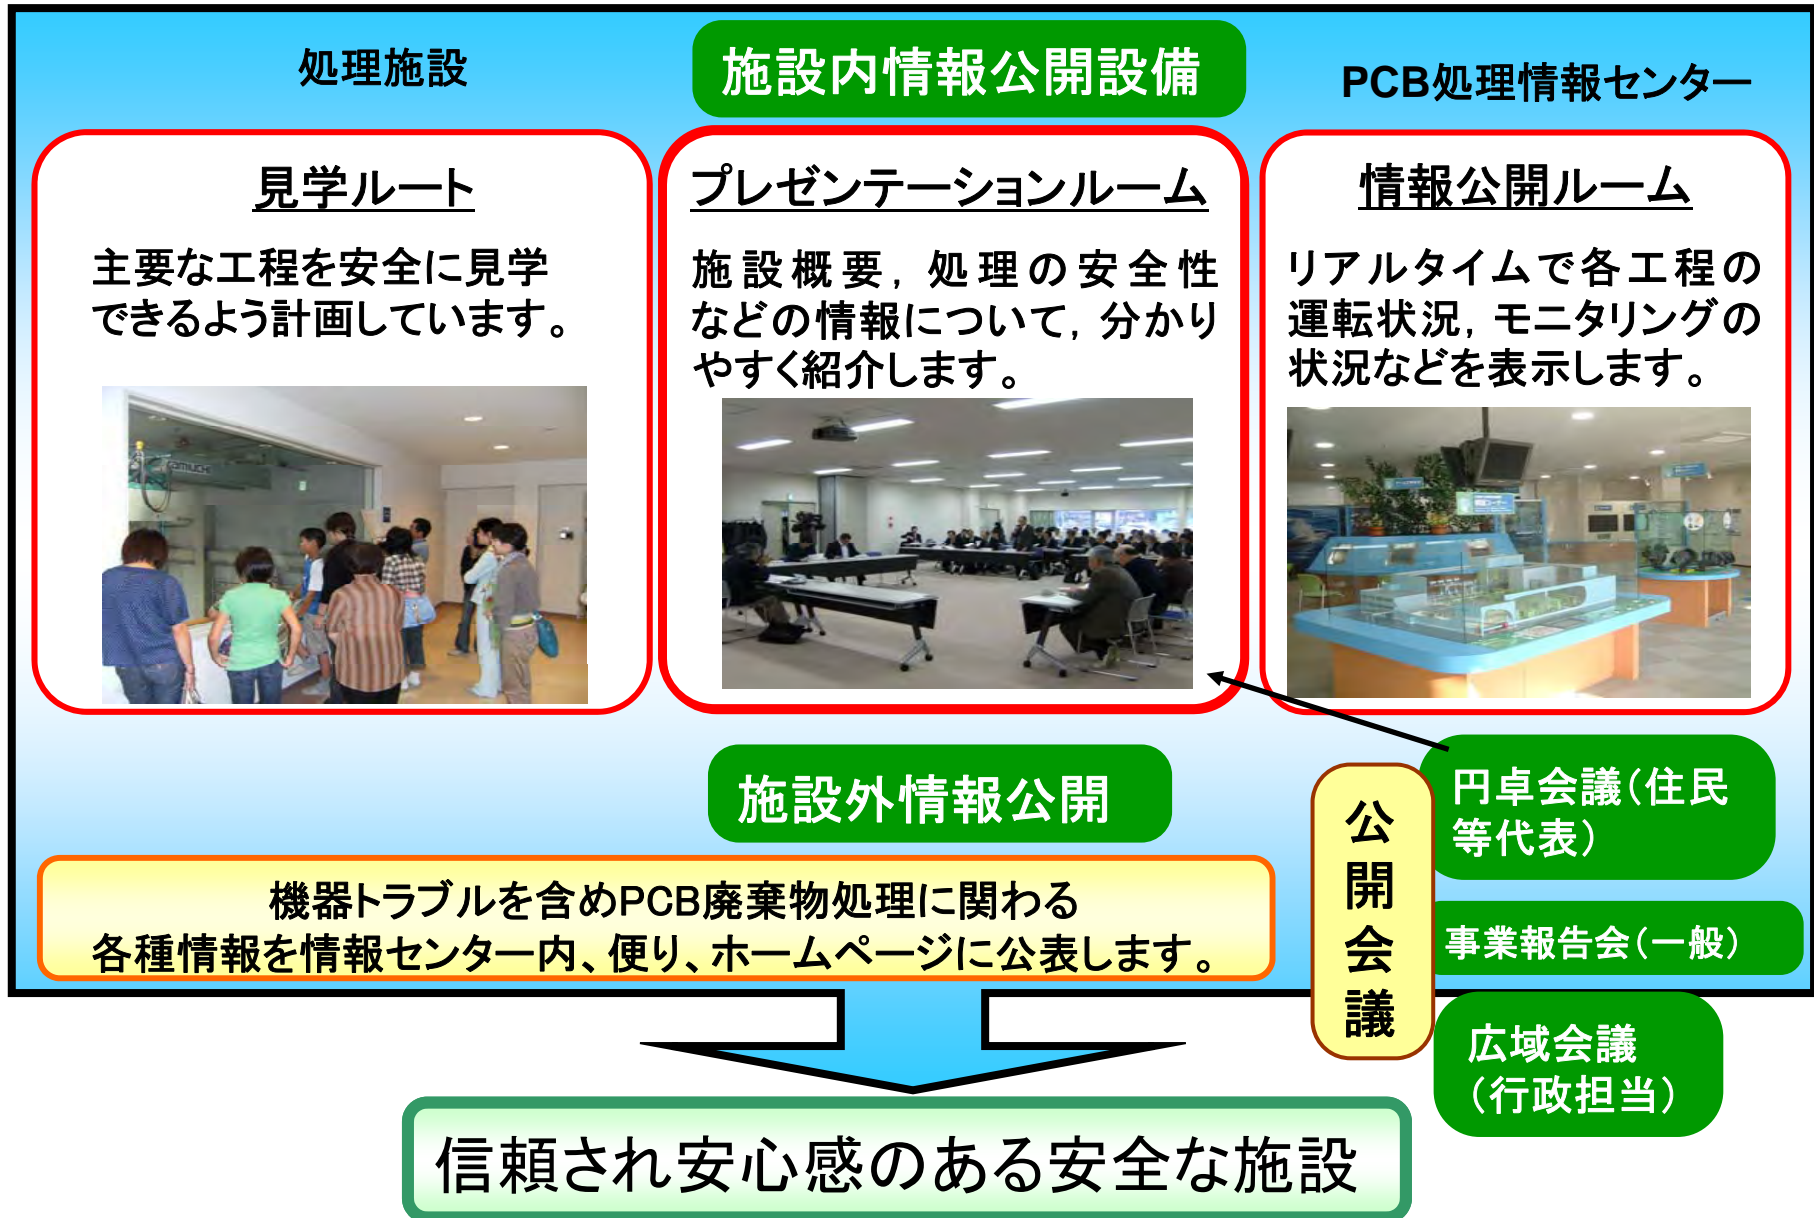 処理施設
施設内情報公開設備
PCB処理情報センター
見学ルート
主要な工程を安全に見学
できるよう計画しています。
プレゼンテーションルーム
施設概要，処理の安全性
などの情報について，分かり
やすく紹介します。
情報公開ルーム
リアルタイムで各工程の
運転状況，モニタリングの
状況などを表示します。
施設外情報公開
機器トラブルを含めPCB廃棄物処理に関わる
各種情報を情報センター内、便り、ホームページに公表します。
公開会議
円卓会議（住民
等代表）
事業報告会（一般）
広域会議
（行政担当）
信頼され安心感のある安全な施設